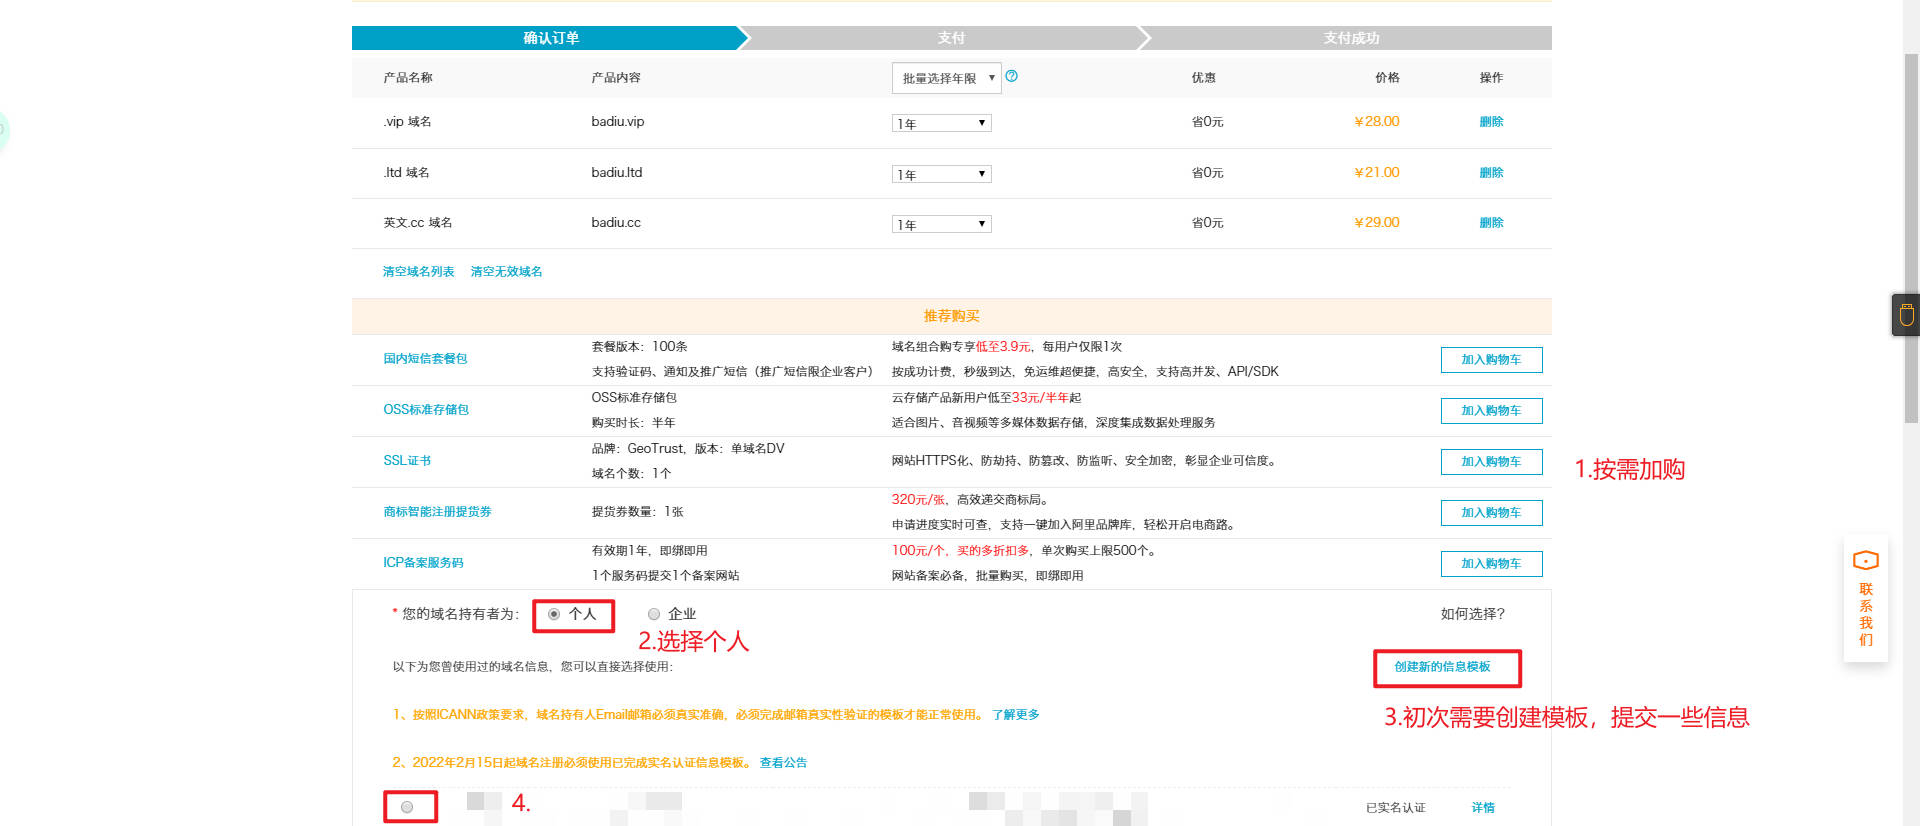 确认订单 支付 支付成功
产品名称 产品内容 批量选择年限 优惠 价格 操作
.vip 域名 badiu.vip 1年 省0元 ¥28.00 删除
.ltd 域名 badiu.ltd 1年 省0元 ¥21.00 删除
英文.cc 域名 badiu.cc 1年 省0元 ¥29.00 删除
清空域名列表 清空无效域名
推荐购买
国内短信套餐包 套餐版本：100条 域名组合购专享低至3.9元，每用户仅限1次 加入购物车
支持验证码、通知及推广短信（推广短信限企业客户） 按成功计费，秒级到达，免运维超便捷，高安全，支持高并发、API/SDK
OSS标准存储包 OSS标准存储包 云存储产品新用户低至33元/半年起 加入购物车
购买时长：半年 适合图片、音视频等多媒体数据存储，深度集成数据处理服务
SSL证书 品牌：GeoTrust，版本：单域名DV 网站HTTPS化、防劫持、防篡改、防监听、安全加密，彰显企业可信度。 加入购物车
域名个数：1个
1.按需加购
商标智能注册提货券 提货券数量：1张 320元/张，高效递交商标局。 加入购物车
申请进度实时可查，支持一键加入阿里品牌库，轻松开启电商路。
ICP备案服务码 有效期1年，即绑即用 100元/个，买的多折扣多，单次购买上限500个。 加入购物车
1个服务码提交1个备案网站 网站备案必备，批量购买，即绑即用
* 您的域名持有者为： 个人 企业 如何选择?
2.选择个人
以下为您曾使用过的域名信息，您可以直接选择使用： 创建新的信息模板
1、按照ICANN政策要求，域名持有人Email邮箱必须真实准确，必须完成邮箱真实性验证的模板才能正常使用。 了解更多
3.初次需要创建模板，提交一些信息
2、2022年2月15日起域名注册必须使用已完成实名认证信息模板。 查看公告
4. 已实名认证 详情
联系我们